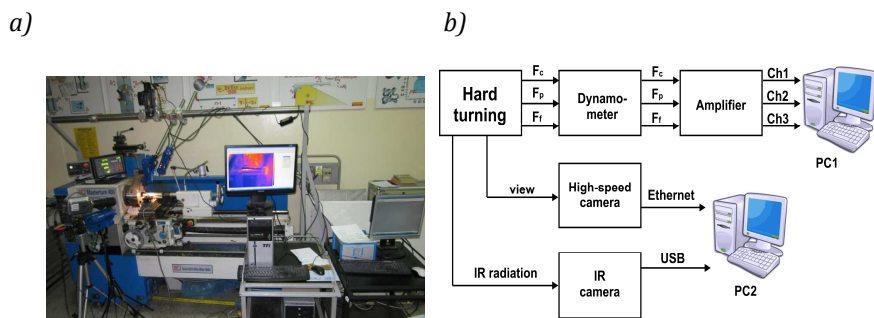 a)
b)
Hard
turning
Fc
Fp
Ff
Dynamo-
meter
Fc
Fp
Ff
Amplifier
Ch1
Ch2
Ch3
PC1
view
High-speed
camera
Ethernet
IR radiation
IR
camera
USB
PC2